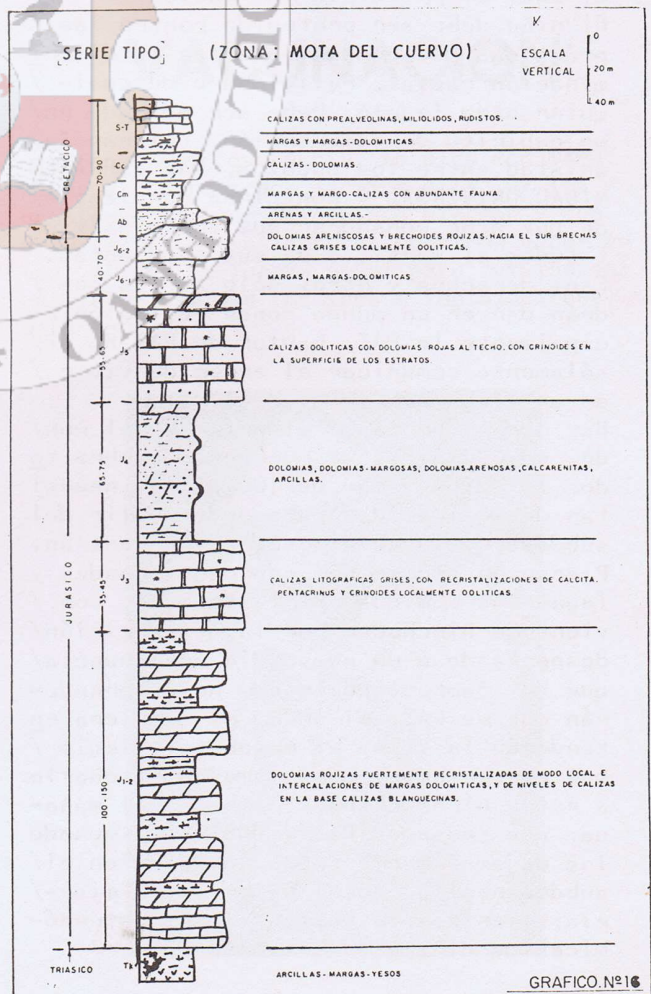 SERIE TIPO (ZONA: MOTA DEL CUERVO)
ESCALA
VERTICAL
0
20 m
40 m
CRETACICO
70-90
S-T
CALIZAS CON PREALVEOLINAS, MILIOLIDOS, RUDISTOS.
MARGAS Y MARGAS-DOLOMITICAS
Cc
CALIZAS-DOLOMIAS.
Cm
MARGAS Y MARGO-CALIZAS CON ABUNDANTE FAUNA
Ab
ARENAS Y ARCILLAS.-
JURASICO
40-70
J6-2
DOLOMIAS ARENISCOSAS Y BRECHOIDES ROJIZAS. HACIA EL SUR BRECHAS
CALIZAS GRISES LOCALMENTE OOLITICAS.
J6-1
MARGAS, MARGAS-DOLOMITICAS
55-65
J5
CALIZAS OOLITICAS CON DOLOMIAS ROJAS AL TECHO, CON CRINOIDES EN
LA SUPERFICIE DE LOS ESTRATOS.
65-75
J4
DOLOMIAS, DOLOMIAS-MARGOSAS, DOLOMIAS-ARENOSAS, CALCARENITAS,
ARCILLAS.
35-45
J3
CALIZAS LITOGRAFICAS GRISES, CON RECRISTALIZACIONES DE CALCITA.
PENTACRINUS Y CRINOIDES LOCALMENTE OOLITICAS.
100-150
J1-2
DOLOMIAS ROJIZAS FUERTEMENTE RECRISTALIZADAS DE MODO LOCAL E
INTERCALACIONES DE MARGAS DOLOMITICAS, Y DE NIVELES DE CALIZAS
EN LA BASE CALIZAS BLANQUECINAS.
TRIASICO
Tk
ARCILLAS-MARGAS-YESOS
GRAFICO.Nº16